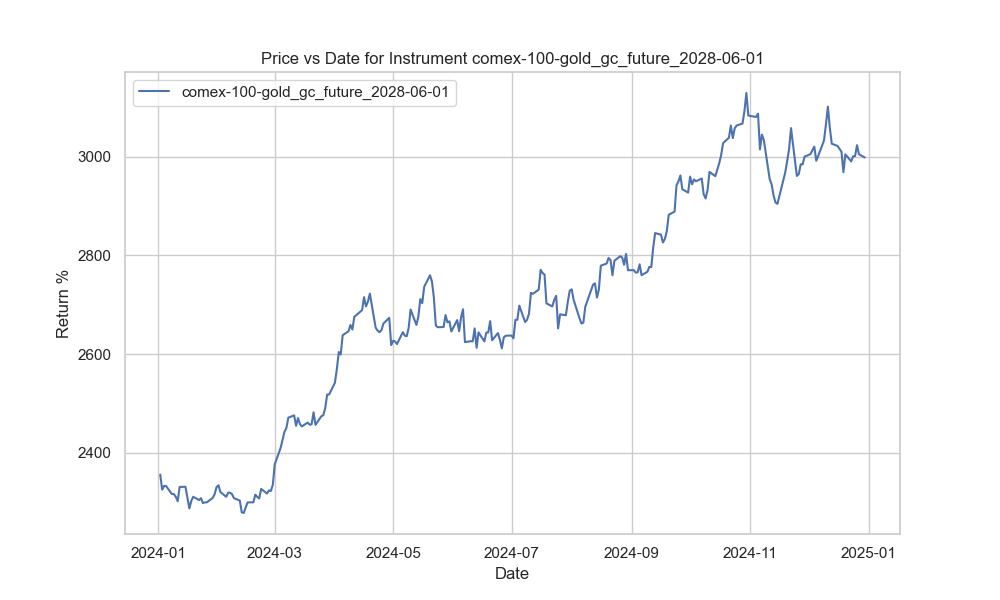 Price vs Date for Instrument comex-100-gold_gc_future_2028-06-01
comex-100-gold_gc_future_2028-06-01
Return %
3000
2800
2600
2400
2024-01 2024-03 2024-05 2024-07 2024-09 2024-11 2025-01
Date